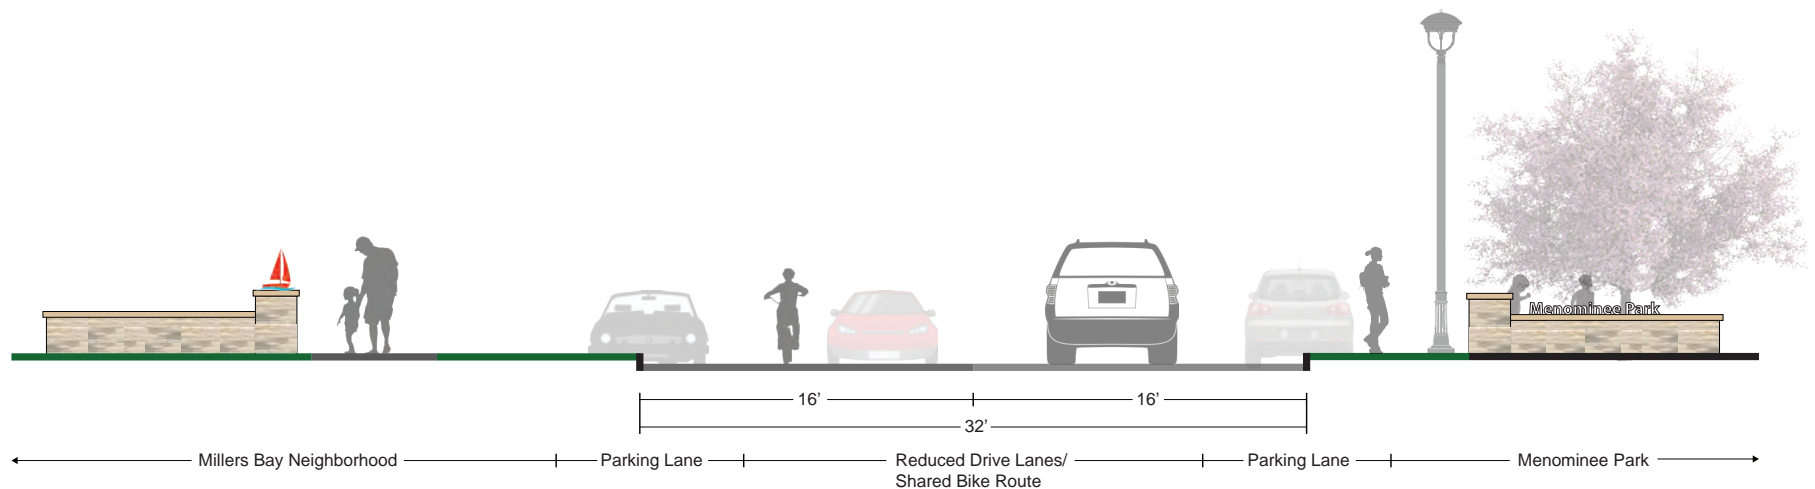 Menominee Park
16’
16’
32’
Millers Bay Neighborhood
Parking Lane
Reduced Drive Lanes/
Shared Bike Route
Parking Lane
Menominee Park